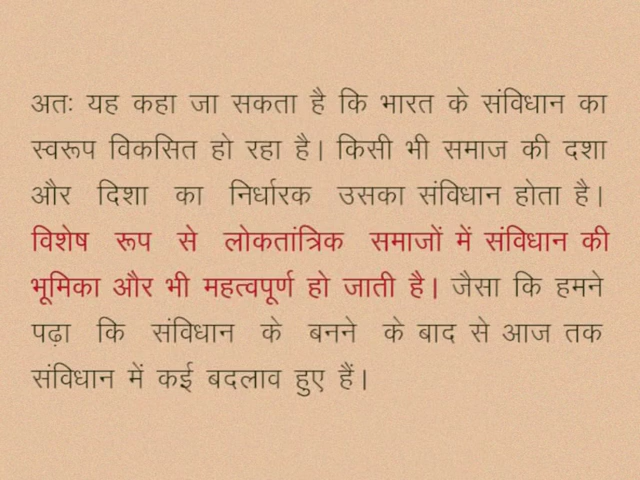 अतः यह कहा जा सकता है कि भारत के संविधान का
स्वरूप विकसित हो रहा है। किसी भी समाज की दशा
और दिशा का निर्धारक उसका संविधान होता है।
विशेष रूप से लोकतांत्रिक समाजों में संविधान की
भूमिका और भी महत्वपूर्ण हो जाती है। जैसा कि हमने
पढ़ा कि संविधान के बनने के बाद से आज तक
संविधान में कई बदलाव हुए हैं।